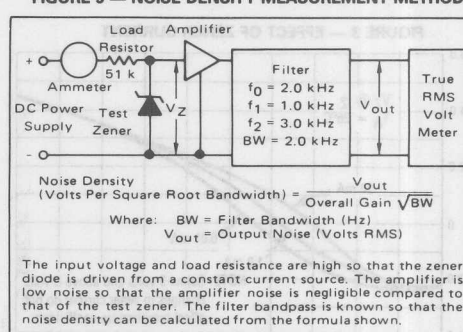 FIGURE 5 — NOISE DENSITY MEASUREMENT METHOD
Load Amplifier
Resistor
51 k
+
Ammeter
DC Power
Supply
-
Test
Zener
VZ
Filter
f0 = 2.0 kHz
f1 = 1.0 kHz
f2 = 3.0 kHz
BW = 2.0 kHz
Vout
True
RMS
Volt
Meter
Noise Density
(Volts Per Square Root Bandwidth) = Vout
Overall Gain √BW
Where: BW = Filter Bandwidth (Hz)
Vout = Output Noise (Volts RMS)
The input voltage and load resistance are high so that the zener
diode is driven from a constant current source. The amplifier is
low noise so that the amplifier noise is negligible compared to
that of the test zener. The filter bandpass is known so that the
noise density can be calculated from the formula shown.